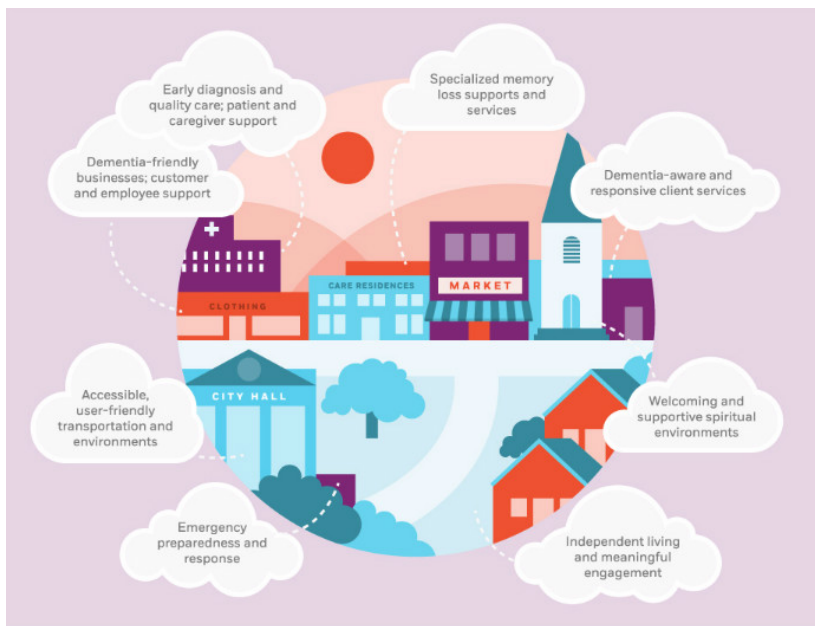 Early diagnosis and
quality care; patient and
caregiver support
Specialized memory
loss supports and
services
Dementia-friendly
businesses; customer
and employee support
Dementia-aware and
responsive client services
CLOTHING
CARE RESIDENCES
MARKET
CITY HALL
Accessible,
user-friendly
transportation and
environments
Welcoming and
supportive spiritual
environments
Emergency
preparedness and
response
Independent living
and meaningful
engagement